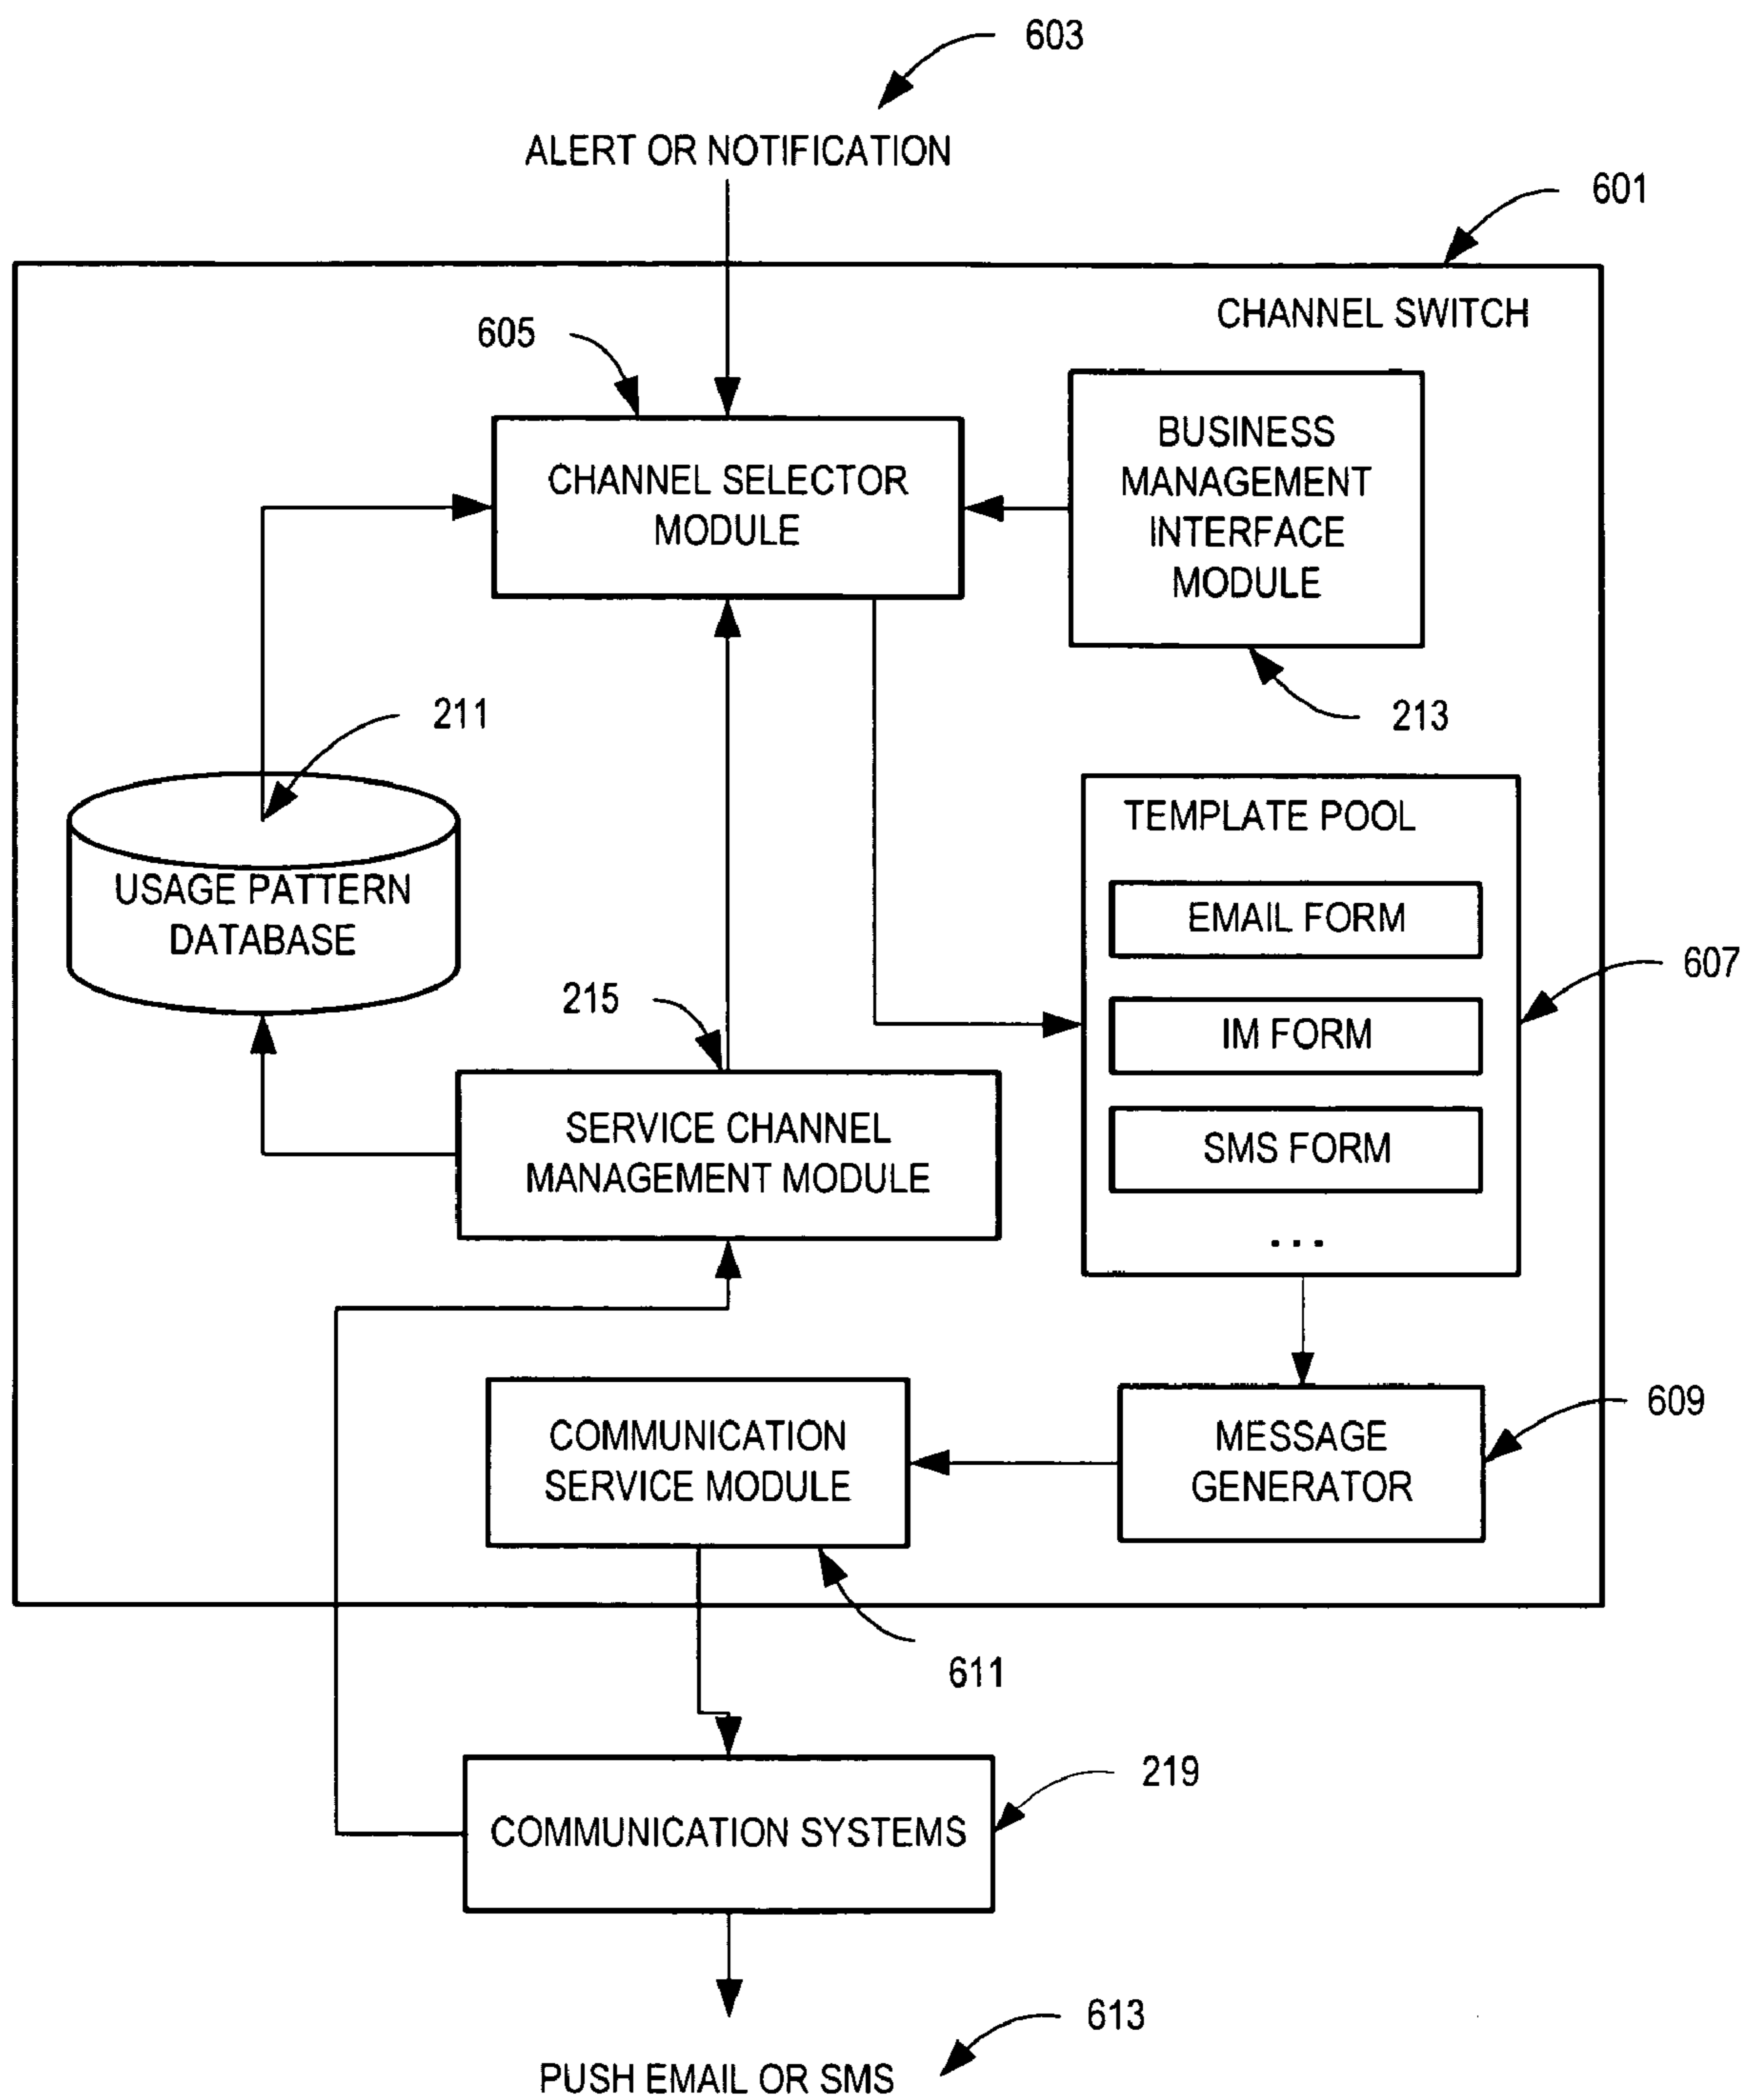 603
ALERT OR NOTIFICATION
601
CHANNEL SWITCH
605
CHANNEL SELECTOR
MODULE
BUSINESS
MANAGEMENT
INTERFACE
MODULE
211
213
USAGE PATTERN
DATABASE
TEMPLATE POOL
EMAIL FORM
IM FORM
SMS FORM
...
607
215
SERVICE CHANNEL
MANAGEMENT MODULE
COMMUNICATION
SERVICE MODULE
MESSAGE
GENERATOR
609
611
219
COMMUNICATION SYSTEMS
613
PUSH EMAIL OR SMS